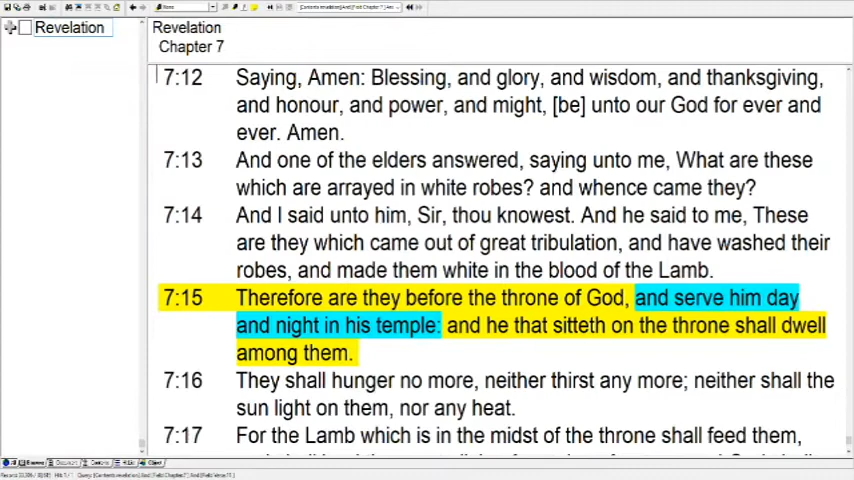 Revelation
Revelation
Chapter 7
7:12 Saying, Amen: Blessing, and glory, and wisdom, and thanksgiving,
and honour, and power, and might, [be] unto our God for ever and
ever. Amen.
7:13 And one of the elders answered, saying unto me, What are these
which are arrayed in white robes? and whence came they?
7:14 And I said unto him, Sir, thou knowest. And he said to me, These
are they which came out of great tribulation, and have washed their
robes, and made them white in the blood of the Lamb.
7:15 Therefore are they before the throne of God, and serve him day
and night in his temple: and he that sitteth on the throne shall dwell
among them.
7:16 They shall hunger no more, neither thirst any more; neither shall the
sun light on them, nor any heat.
7:17 For the Lamb which is in the midst of the throne shall feed them,